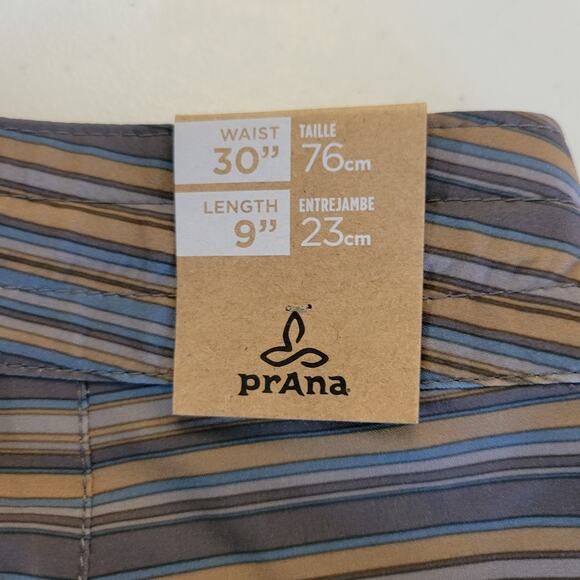 WAIST TAILLE
30” 76cm
LENGTH ENTREJAMBE
9” 23cm
prAna